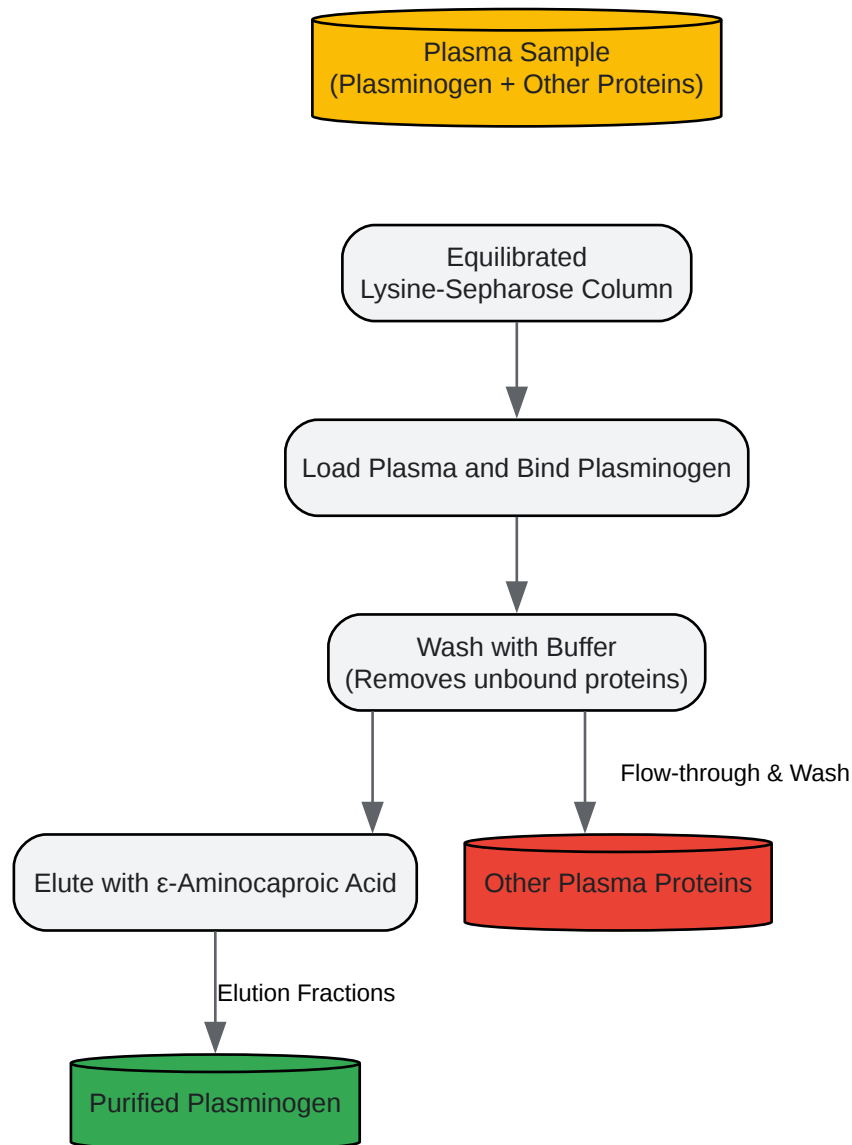 Plasma Sample
(Plasminogen + Other Proteins)
Equilibrated
Lysine-Sepharose Column
Load Plasma and Bind Plasminogen
Wash with Buffer
(Removes unbound proteins)
Flow-through & Wash
Elute with ε-Aminocaproic Acid
Other Plasma Proteins
Elution Fractions
Purified Plasminogen